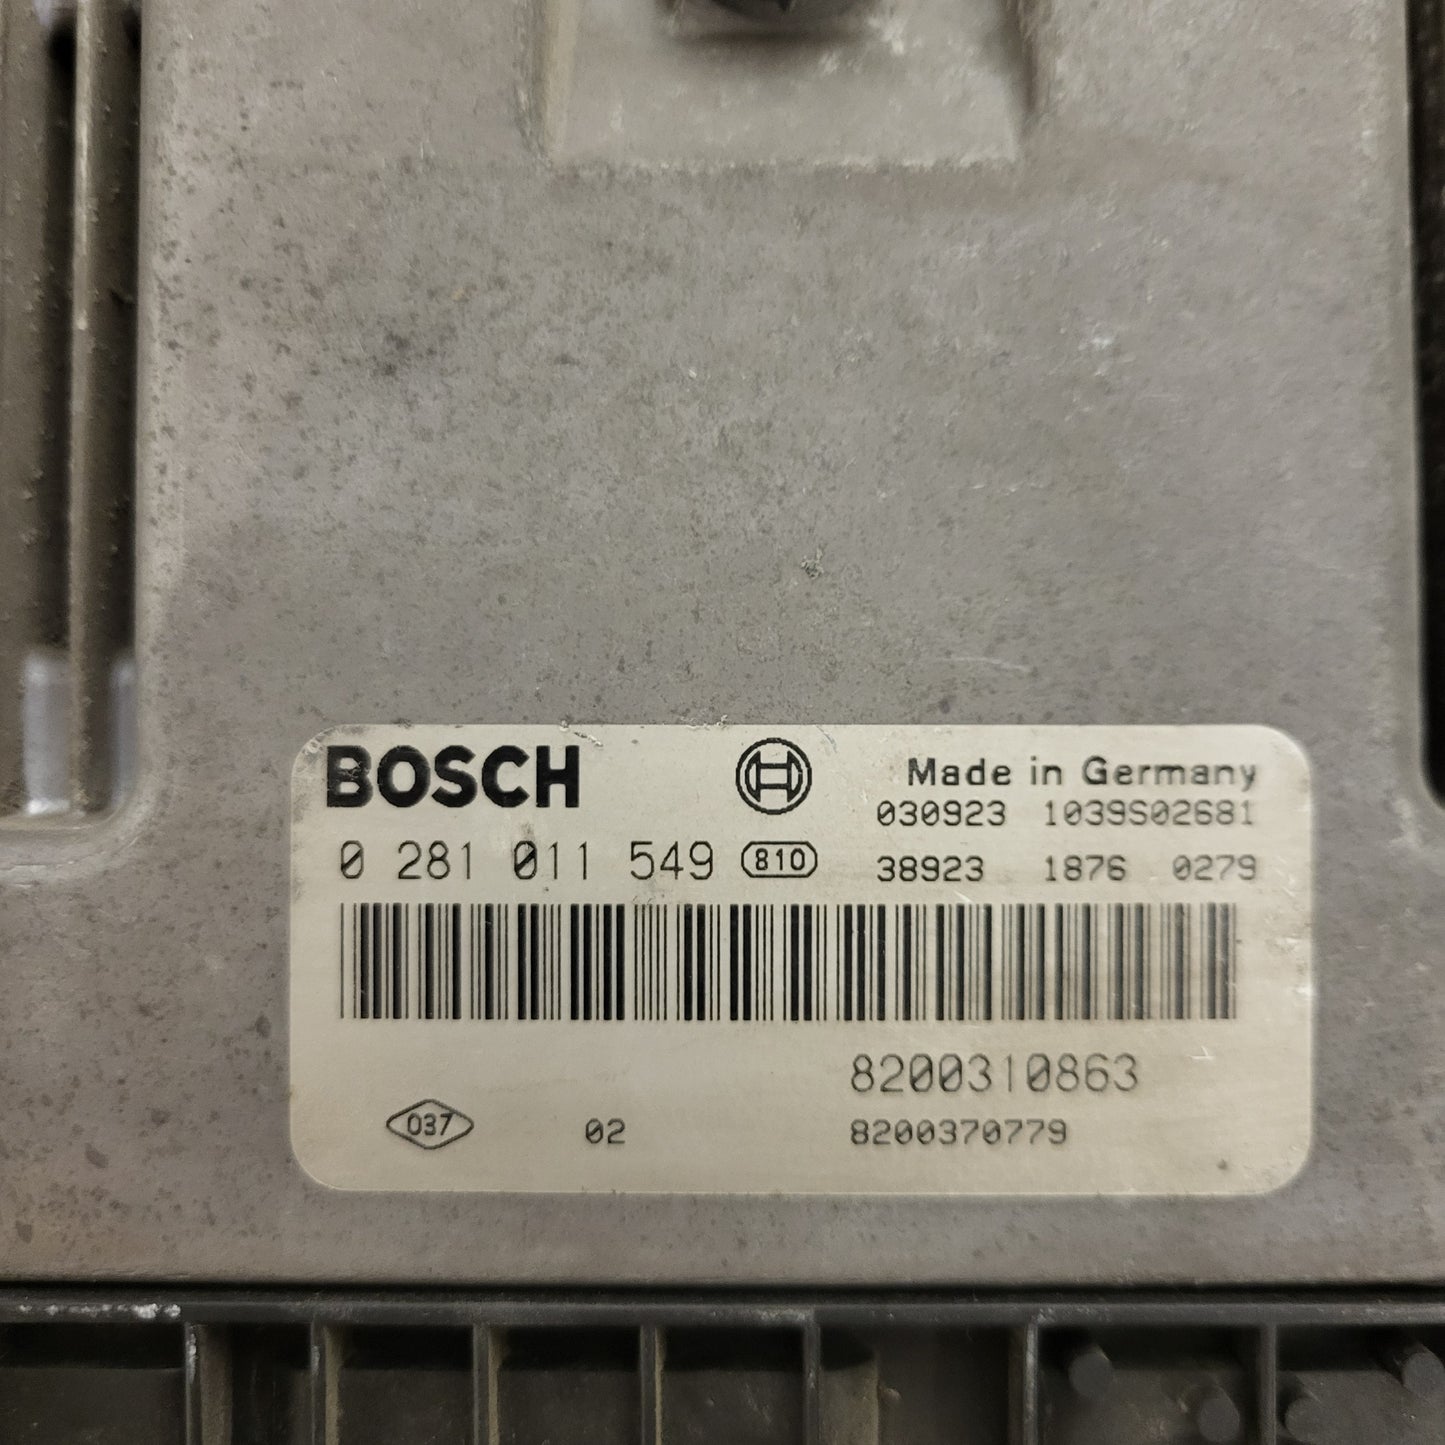 BOSCH
Made in Germany
030923 1039S02681
0 281 011 549 810
38923 1876 0279
8200310863
037 02 8200370779